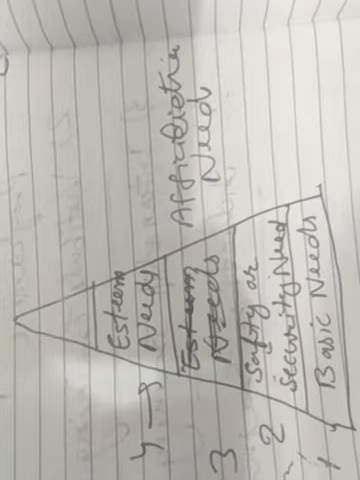 Esteem
Needs
4 →
Affiliation
Need
Esteem
Needs
3
Safty or
Security Need
2
Basic Needs
1